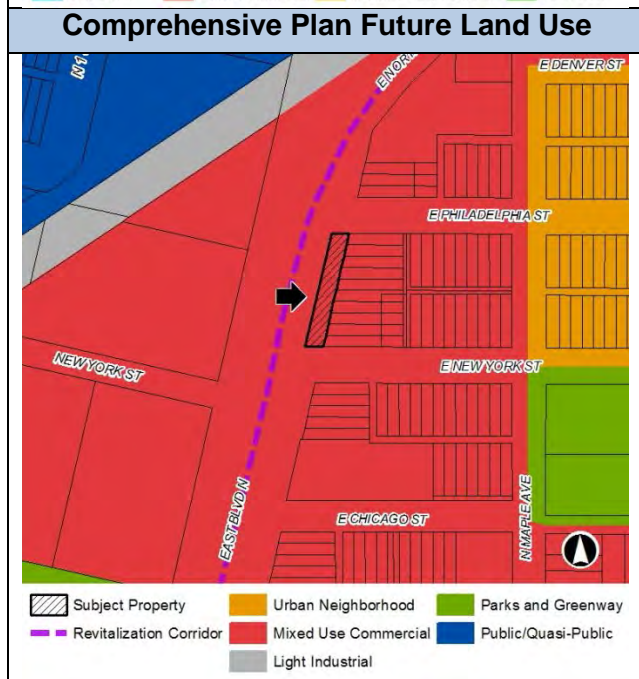 Comprehensive Plan Future Land Use
E DENVER ST
E PHILADELPHIA ST
NEW YORK ST
E NEW YORK ST
EAST BLVD N
E CHICAGO ST
N MAPLE AVE
Subject Property
Urban Neighborhood
Parks and Greenway
Revitalization Corridor
Mixed Use Commercial
Public/Quasi-Public
Light Industrial